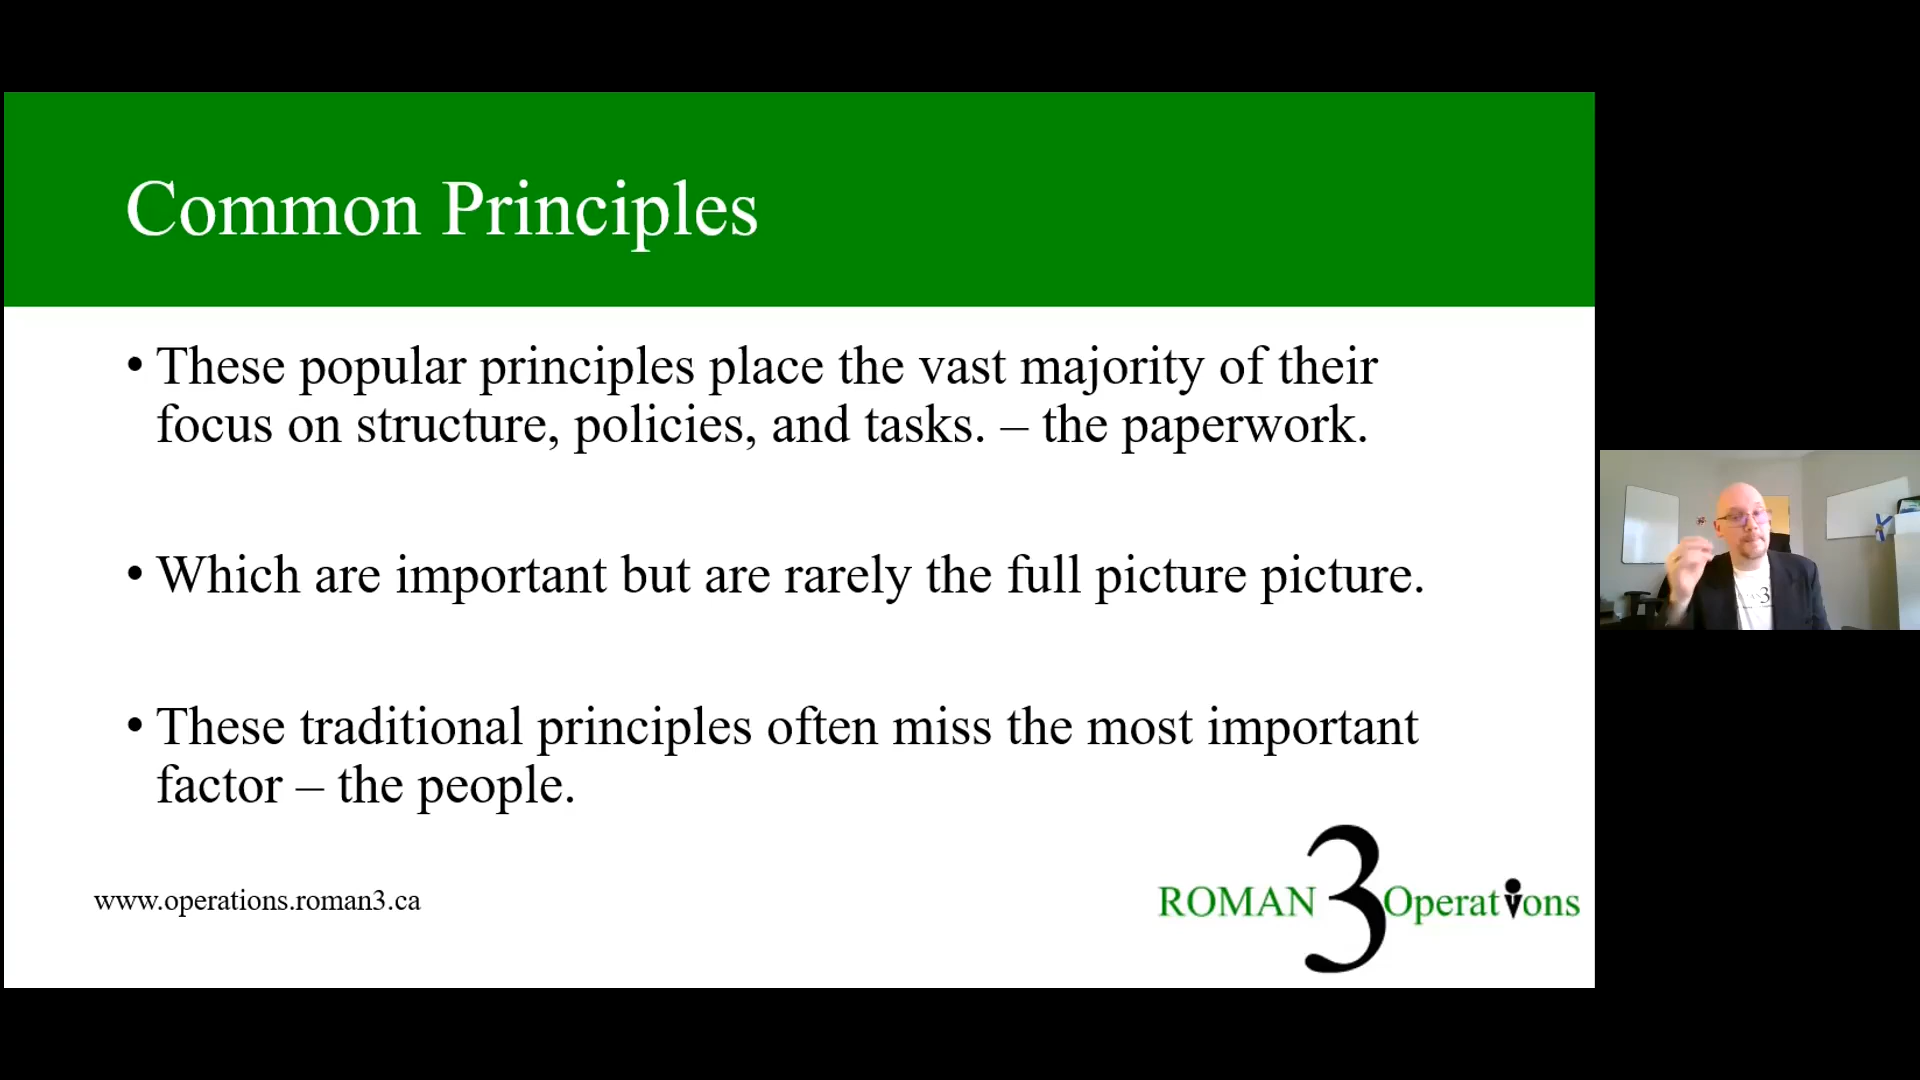 Common Principles
• These popular principles place the vast majority of their
focus on structure, policies, and tasks. – the paperwork.
• Which are important but are rarely the full picture picture.
• These traditional principles often miss the most important
factor – the people.
www.operations.roman3.ca
ROMAN 3 Operations
3